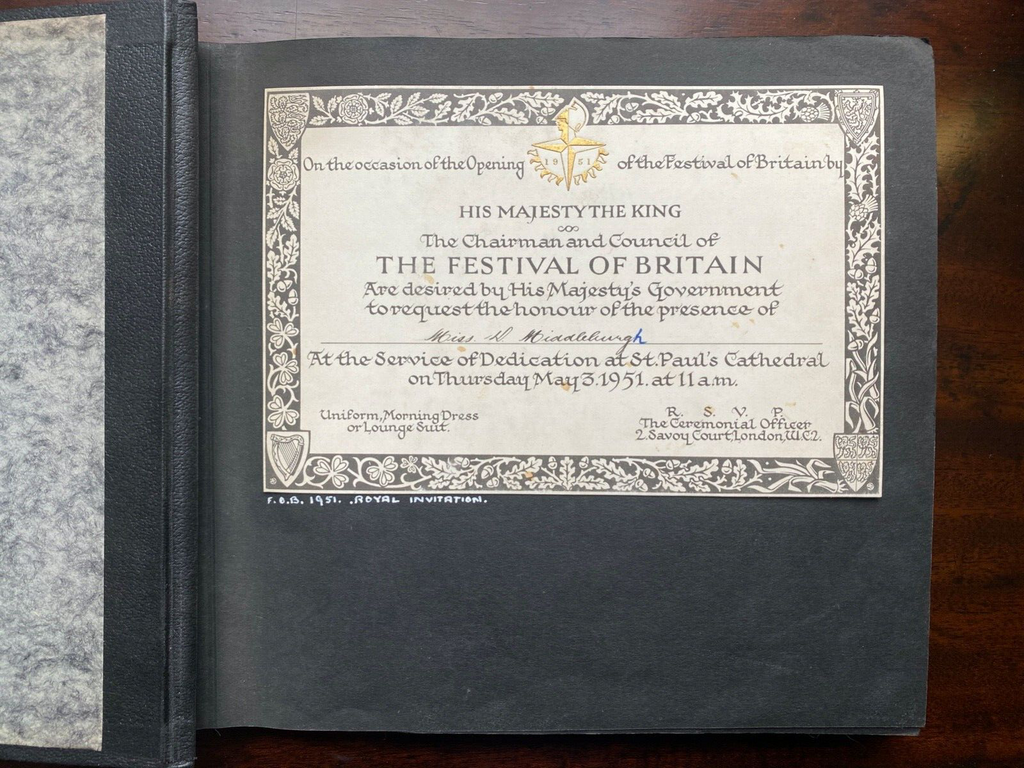 On the occasion of the Opening 1951 of the Festival of Britain by
HIS MAJESTY THE KING
The Chairman and Council of
THE FESTIVAL OF BRITAIN
Are desired by His Majesty's Government
to request the honour of the presence of
Miss D Middleburgh
At the Service of Dedication at St. Paul's Cathedral
on Thursday May 3. 1951. at 11 a.m.
Uniform, Morning Dress
or Lounge Suit.
R. S. V. P.
The Ceremonial Officer
2. Savoy Court, London, W.C.2.
F.O.B. 1951. .ROYAL INVITATION.